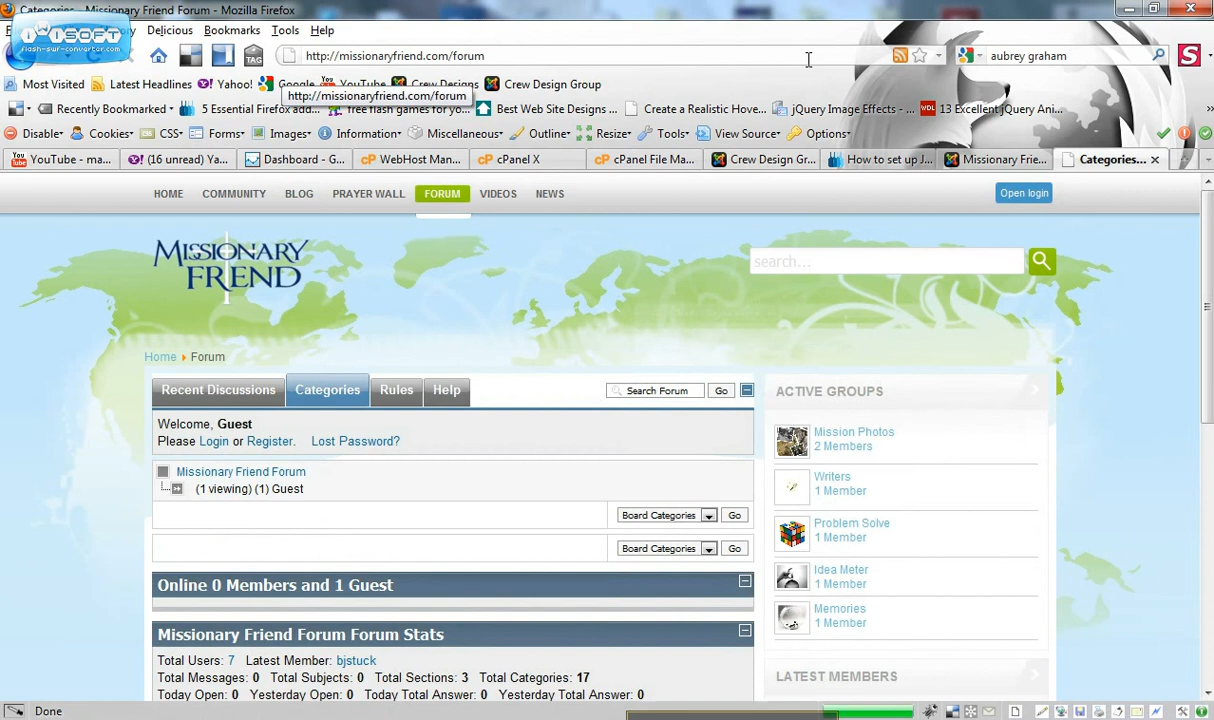 Categories - Missionary Friend Forum - Mozilla Firefox
iWiSOFT
flash-swf-converter.com
History Delicious Bookmarks Tools Help
http://missionaryfriend.com/forum aubrey graham
Most Visited Latest Headlines Yahoo! Google YouTube Crew Designs Crew Design Group
http://missionaryfriend.com/forum
Recently Bookmarked 5 Essential Firefox add... free flash games for yo... Best Web Site Designs ... Create a Realistic Hove... jQuery Image Effects - ... 13 Excellent jQuery Ani...
Disable Cookies CSS Forms Images Information Miscellaneous Outline Resize Tools View Source Options
YouTube - ma... (16 unread) Ya... Dashboard - G... WebHost Man... cPanel X cPanel File Ma... Crew Design Gr... How to set up J... Missionary Frie... Categories...
HOME COMMUNITY BLOG PRAYER WALL FORUM VIDEOS NEWS Open login
MISSIONARY
FRIEND
search...
Home Forum
Recent Discussions Categories Rules Help Search Forum Go
ACTIVE GROUPS
Welcome, Guest
Please Login or Register. Lost Password?
Mission Photos
2 Members
Missionary Friend Forum
(1 viewing) (1) Guest
Writers
1 Member
Board Categories Go
Problem Solve
1 Member
Board Categories Go
Idea Meter
1 Member
Online 0 Members and 1 Guest
Memories
1 Member
Missionary Friend Forum Forum Stats
Total Users: 7 Latest Member: bjstuck
Total Messages: 0 Total Subjects: 0 Total Sections: 3 Total Categories: 17
Today Open: 0 Yesterday Open: 0 Today Total Answer: 0 Yesterday Total Answer: 0
LATEST MEMBERS
Done